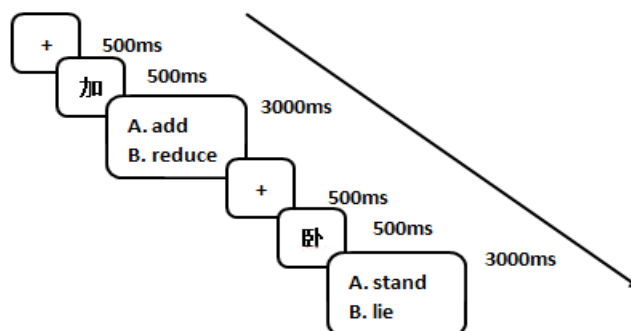 +
500ms
加
500ms
A. add
B. reduce
3000ms
+
500ms
卧
500ms
A. stand
B. lie
3000ms